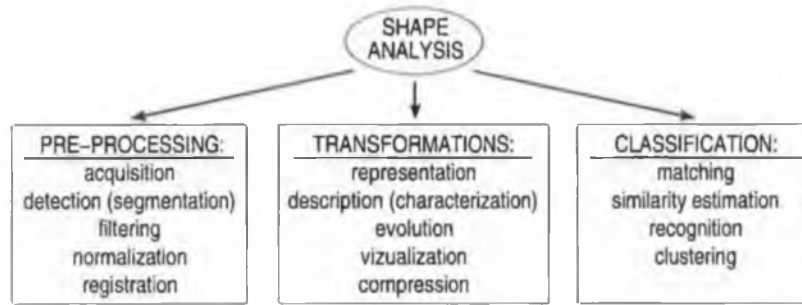 SHAPE
ANALYSIS
PRE-PROCESSING:
acquisition
detection (segmentation)
filtering
normalization
registration
TRANSFORMATIONS:
representation
description (characterization)
evolution
vizualization
compression
CLASSIFICATION:
matching
similarity estimation
recognition
clustering